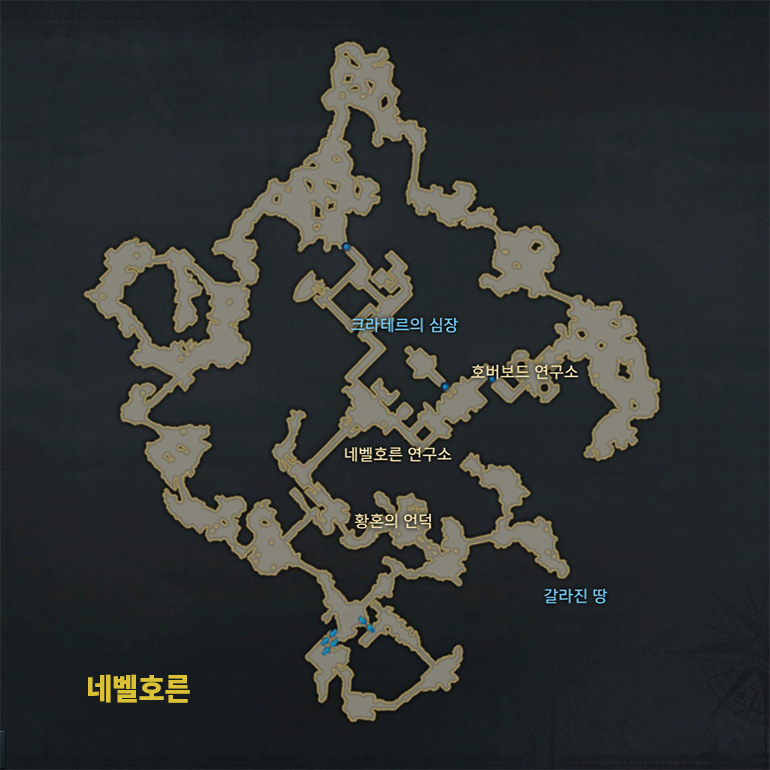 크라테르의 심장
호버보드 연구소
네벨호른 연구소
황혼의 언덕
갈라진 땅
네벨호른